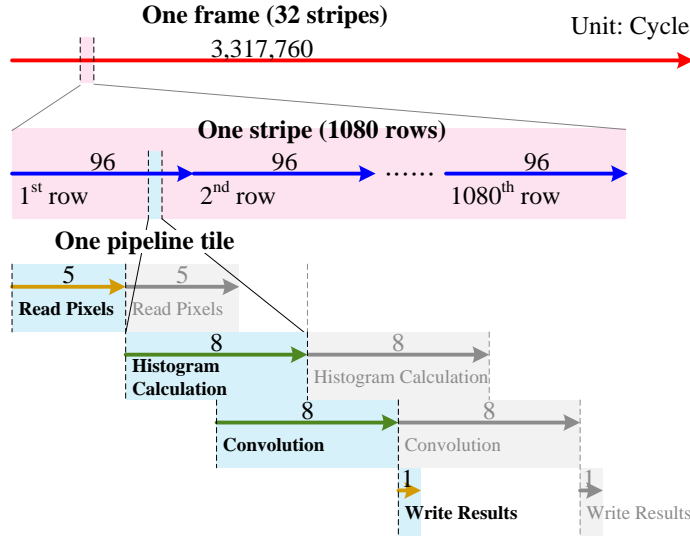 One frame (32 stripes)
Unit: Cycle
3,317,760
One stripe (1080 rows)
96 96 …… 96
1st row 2nd row 1080th row
One pipeline tile
5 5
Read Pixels Read Pixels
8 8
Histogram Calculation Histogram Calculation
8 8
Convolution Convolution
1 1
Write Results Write Results